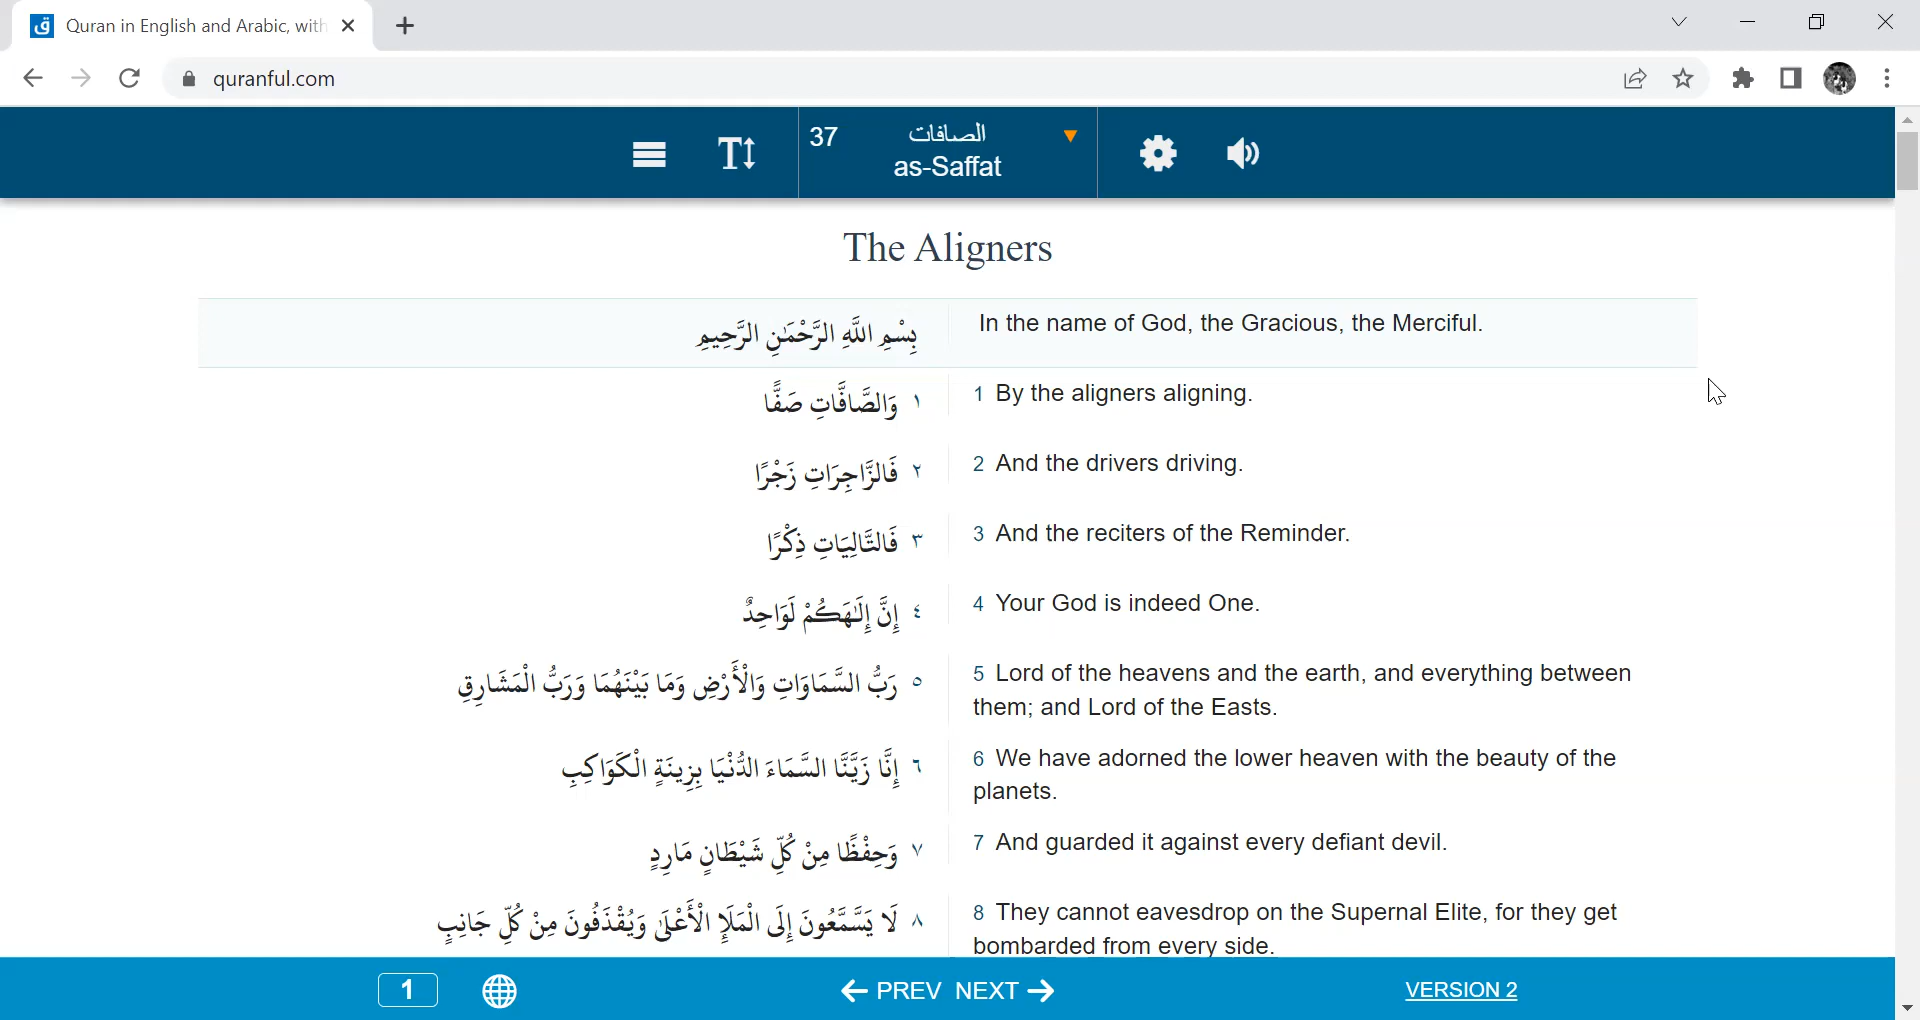 Quran in English and Arabic, with
quranful.com
37
الصافات
as-Saffat
The Aligners
بِسْمِ اللَّهِ الرَّحْمَٰنِ الرَّحِيمِ
In the name of God, the Gracious, the Merciful.
١ وَالصَّافَّاتِ صَفًّا
1 By the aligners aligning.
٢ فَالزَّاجِرَاتِ زَجْرًا
2 And the drivers driving.
٣ فَالتَّالِيَاتِ ذِكْرًا
3 And the reciters of the Reminder.
٤ إِنَّ إِلَٰهَكُمْ لَوَاحِدٌ
4 Your God is indeed One.
٥ رَبُّ السَّمَاوَاتِ وَالْأَرْضِ وَمَا بَيْنَهُمَا وَرَبُّ الْمَشَارِقِ
5 Lord of the heavens and the earth, and everything between
them; and Lord of the Easts.
٦ إِنَّا زَيَّنَّا السَّمَاءَ الدُّنْيَا بِزِينَةٍ الْكَوَاكِبِ
6 We have adorned the lower heaven with the beauty of the
planets.
٧ وَحِفْظًا مِنْ كُلِّ شَيْطَانٍ مَارِدٍ
7 And guarded it against every defiant devil.
٨ لَا يَسَّمَّعُونَ إِلَى الْمَلَإِ الْأَعْلَىٰ وَيُقْذَفُونَ مِنْ كُلِّ جَانِبٍ
8 They cannot eavesdrop on the Supernal Elite, for they get
bombarded from every side.
1
PREV NEXT
VERSION 2